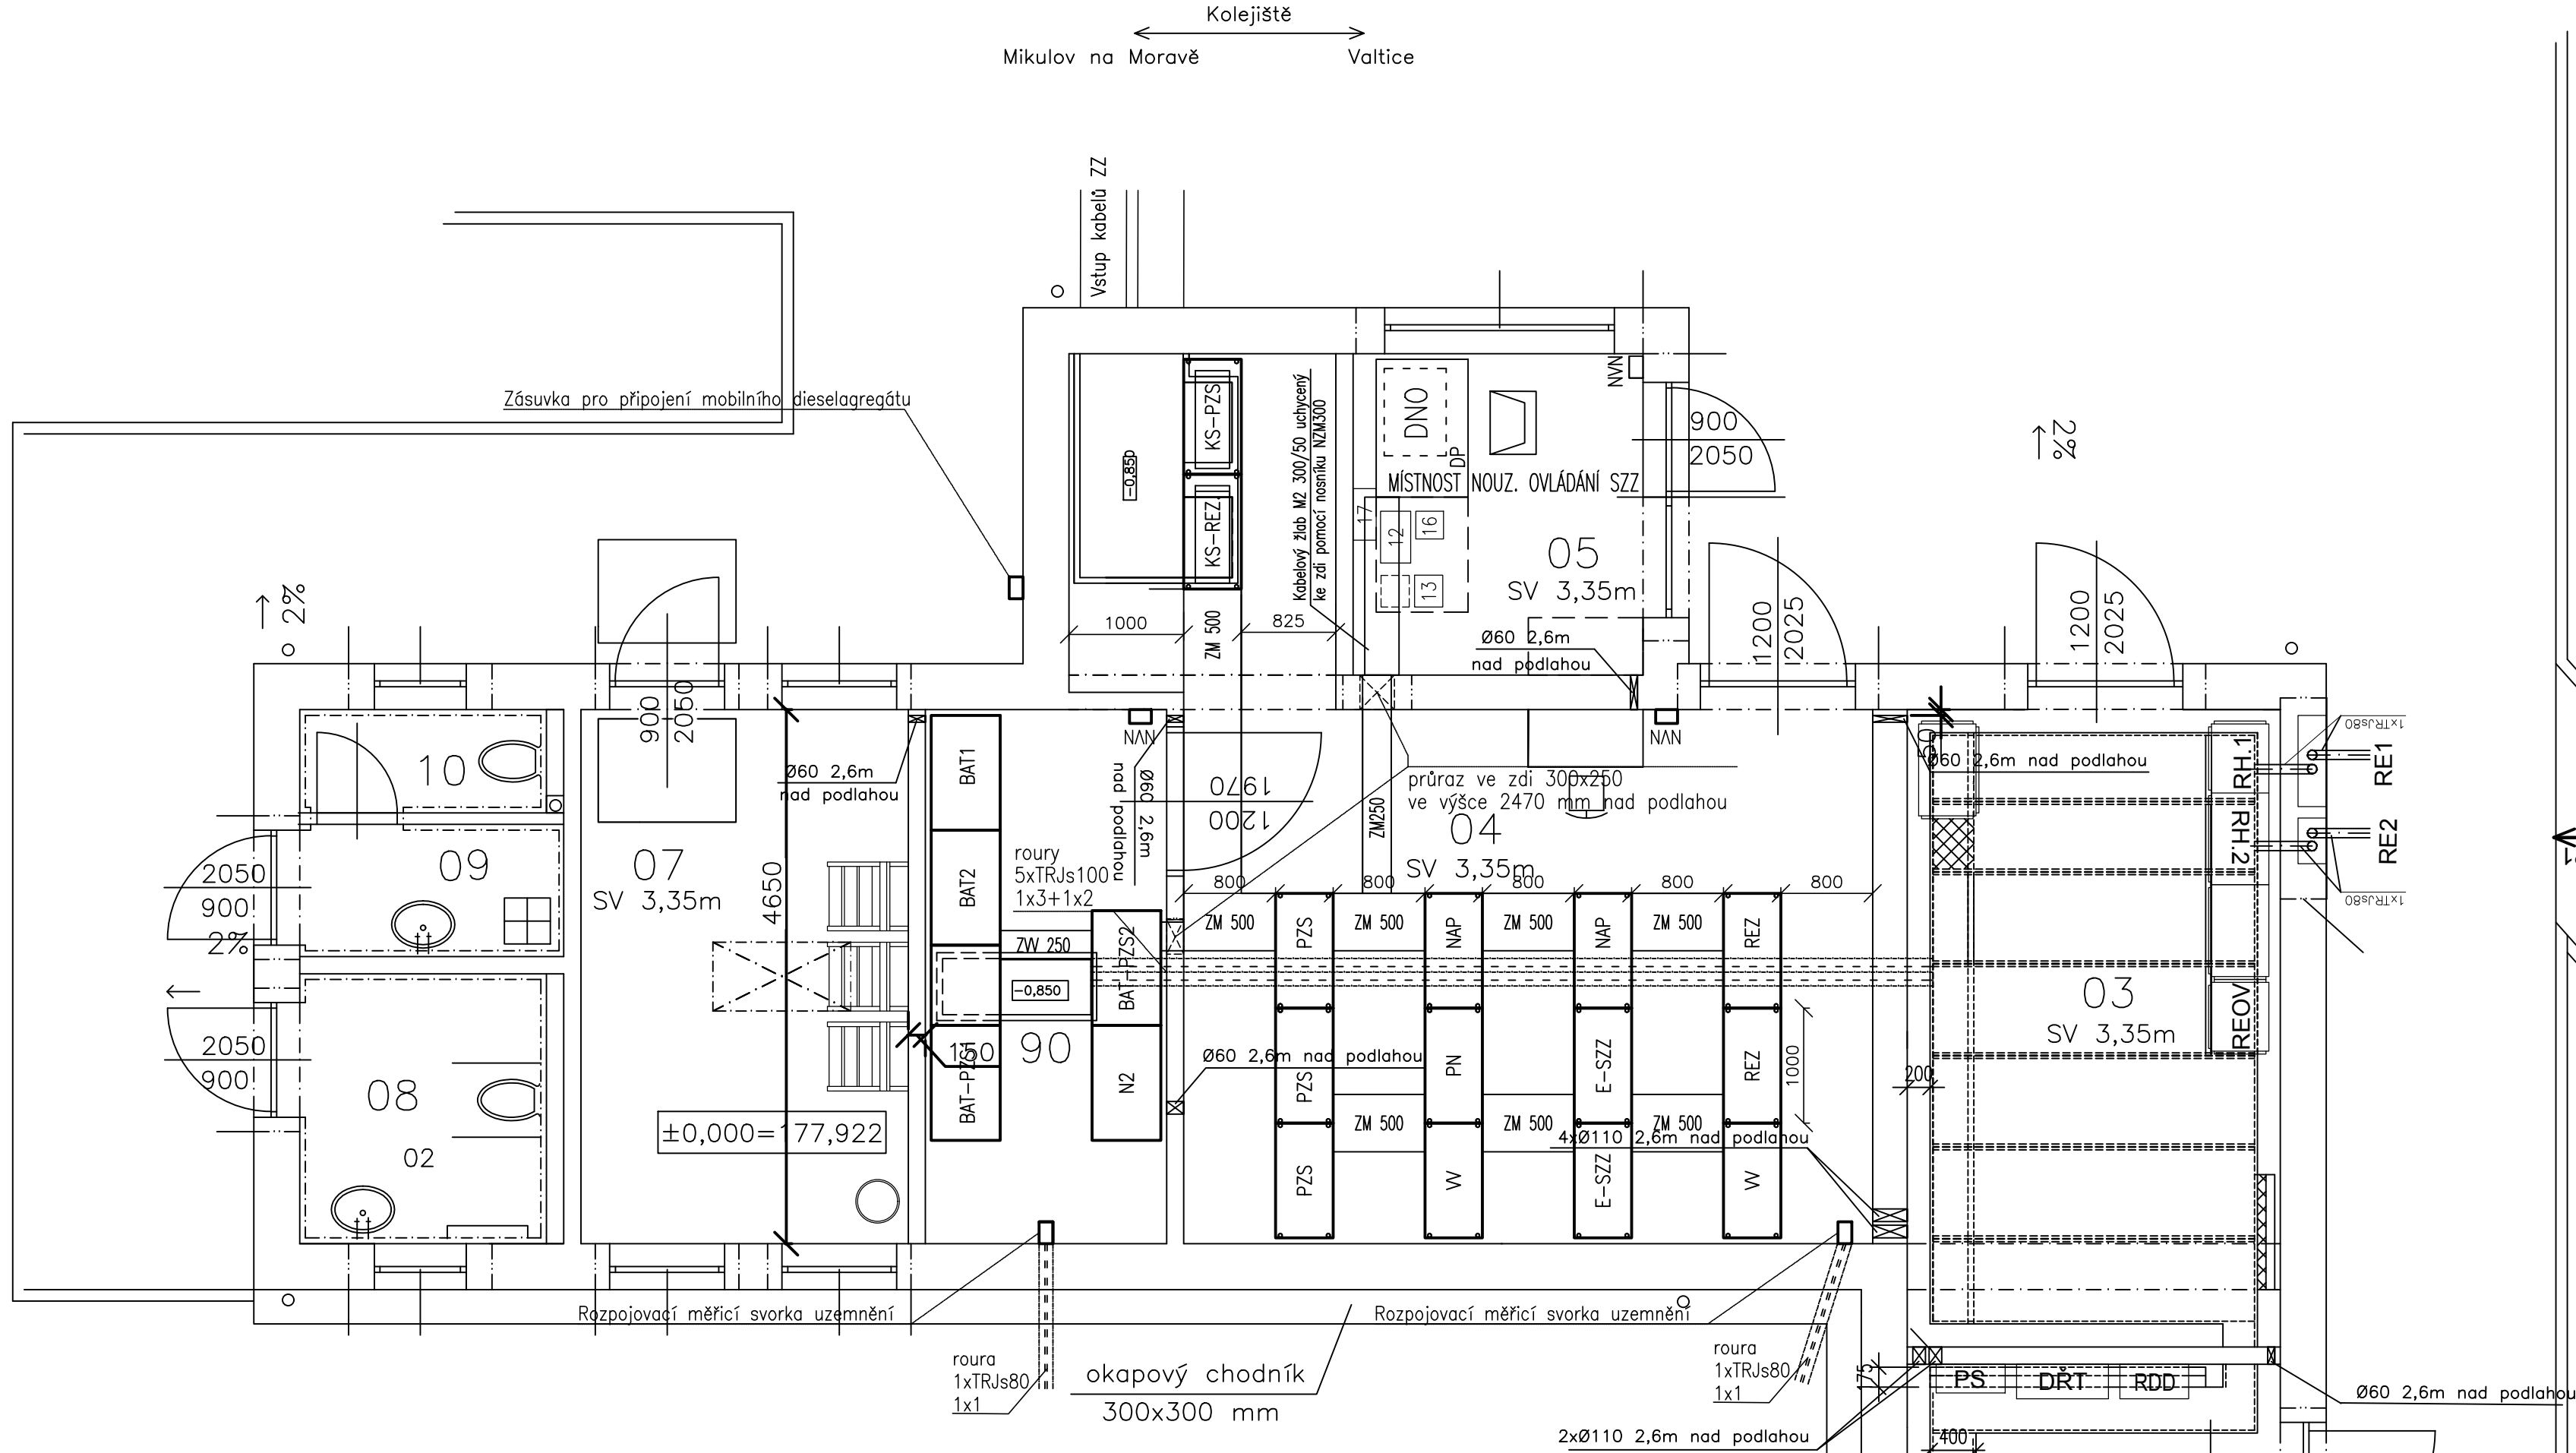 Kolejiště
Mikulov na Moravě
Valtice
Vstup kabelů ZZ
Zásuvka pro připojení mobilního dieselagregátu
KS-PZS
KS-REZ.
-0,850
Kabelový žlab M2 300/50 uchycený
ke zdi pomocí nosníku NZM300
DNO
DP
NVN
MÍSTNOST NOUZ. OVLÁDÁNÍ SZZ
17
12
16
13
05
SV 3,35m
900
2050
2%
2%
1000
ZM 500
825
Ø60 2,6m
nad podlahou
1200
2025
1200
2025
900
2050
10
Ø60 2,6m
nad podlahou
BAT1
NVN
Ø60 2,6m
nad podlahou
1970
1200
NVN
průraz ve zdi 300x250
ve výšce 2470 mm nad podlahou
ZM250
04
SV 3,35m
Ø60 2,6m nad podlahou
RH.1
RH.2
1xTRJs80
RE1
RE2
1xTRJs80
09
2050
900
2%
07
SV 3,35m
4650
BAT2
roury
5xTRJs100
1x3+1x2
800
800
800
800
800
ZM 500
PZS
ZM 500
NAP
ZM 500
NAP
ZM 500
REZ
ZW 250
BAT-PZS2
-0,850
03
SV 3,35m
REOV
2050
900
08
02
150
90
BAT-PZS1
N2
Ø60 2,6m nad podlahou
PZS
PN
E-SZZ
REZ
1000
200
±0,000=177,922
ZM 500
ZM 500
ZM 500
4xØ110 2,6m nad podlahou
PZS
VV
E-SZZ
VV
Rozpojovací měřicí svorka uzemnění
Rozpojovací měřicí svorka uzemnění
roura
1xTRJs80
1x1
okapový chodník
300x300 mm
roura
1xTRJs80
1x1
175
PS
DŘT
RDD
Ø60 2,6m nad podlahou
2xØ110 2,6m nad podlahou
400